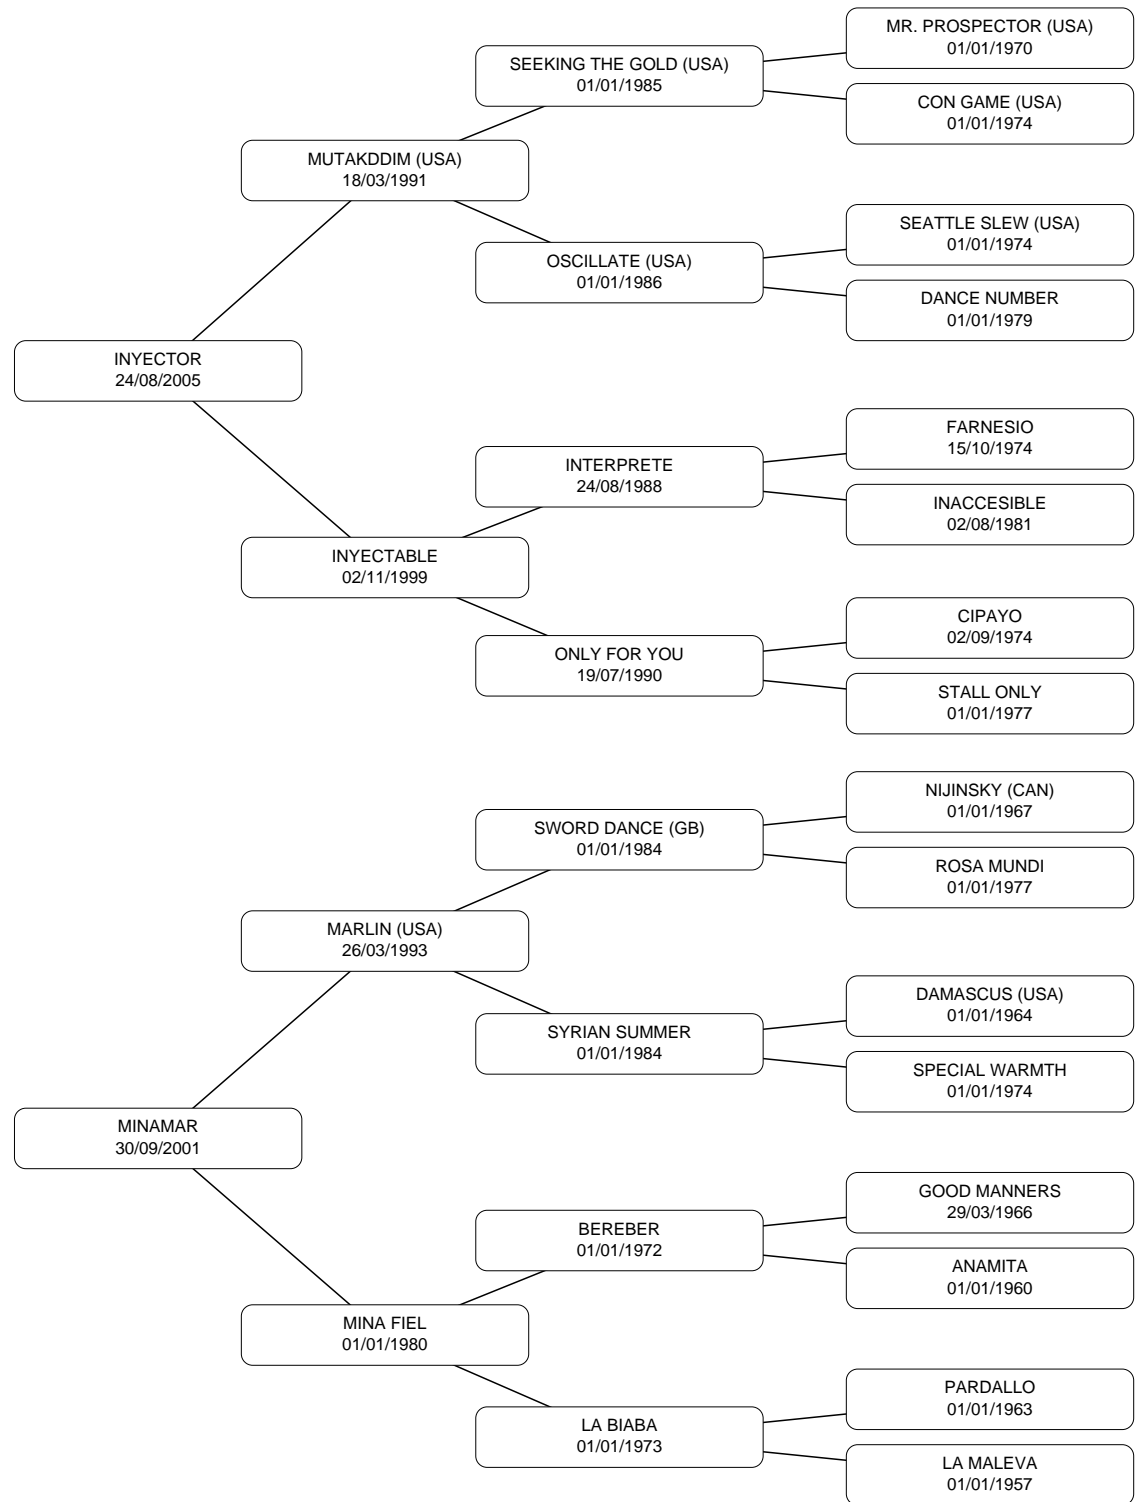 MR. PROSPECTOR (USA)
01/01/1970
SEEKING THE GOLD (USA)
01/01/1985
CON GAME (USA)
01/01/1974
MUTAKDDIM (USA)
18/03/1991
SEATTLE SLEW (USA)
01/01/1974
OSCILLATE (USA)
01/01/1986
DANCE NUMBER
01/01/1979
INYECTOR
24/08/2005
FARNESIO
15/10/1974
INTERPRETE
24/08/1988
INACCESIBLE
02/08/1981
INYECTABLE
02/11/1999
CIPAYO
02/09/1974
ONLY FOR YOU
19/07/1990
STALL ONLY
01/01/1977
NIJINSKY (CAN)
01/01/1967
SWORD DANCE (GB)
01/01/1984
ROSA MUNDI
01/01/1977
MARLIN (USA)
26/03/1993
DAMASCUS (USA)
01/01/1964
SYRIAN SUMMER
01/01/1984
SPECIAL WARMTH
01/01/1974
MINAMAR
30/09/2001
GOOD MANNERS
29/03/1966
BEREBER
01/01/1972
ANAMITA
01/01/1960
MINA FIEL
01/01/1980
PARDALLO
01/01/1963
LA BIABA
01/01/1973
LA MALEVA
01/01/1957